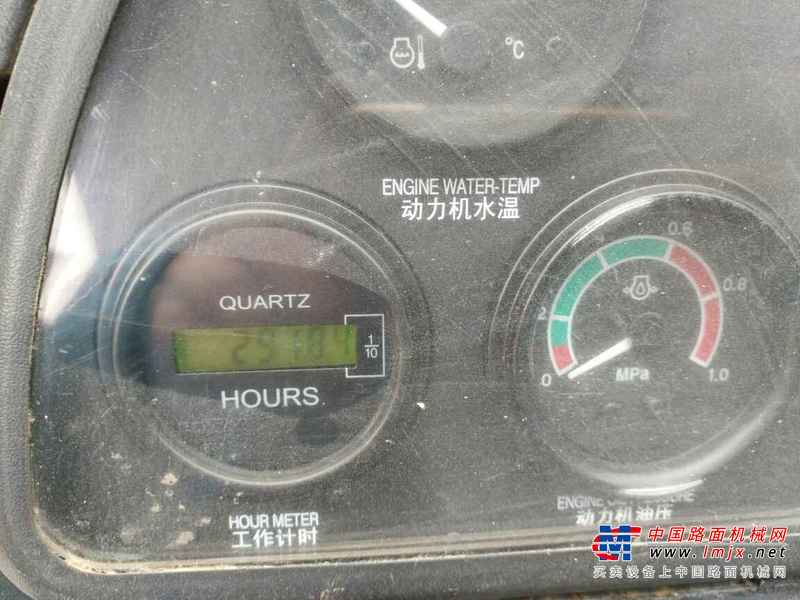 °C
ENGINE WATER-TEMP
动力机水温
QUARTZ
1/10
HOURS
0.6
0.8
2
0
MPa
1.0
HOUR METER
工作计时
动力机油压
中国路面机械网
www.lmjx.net
买卖设备上中国路面机械网